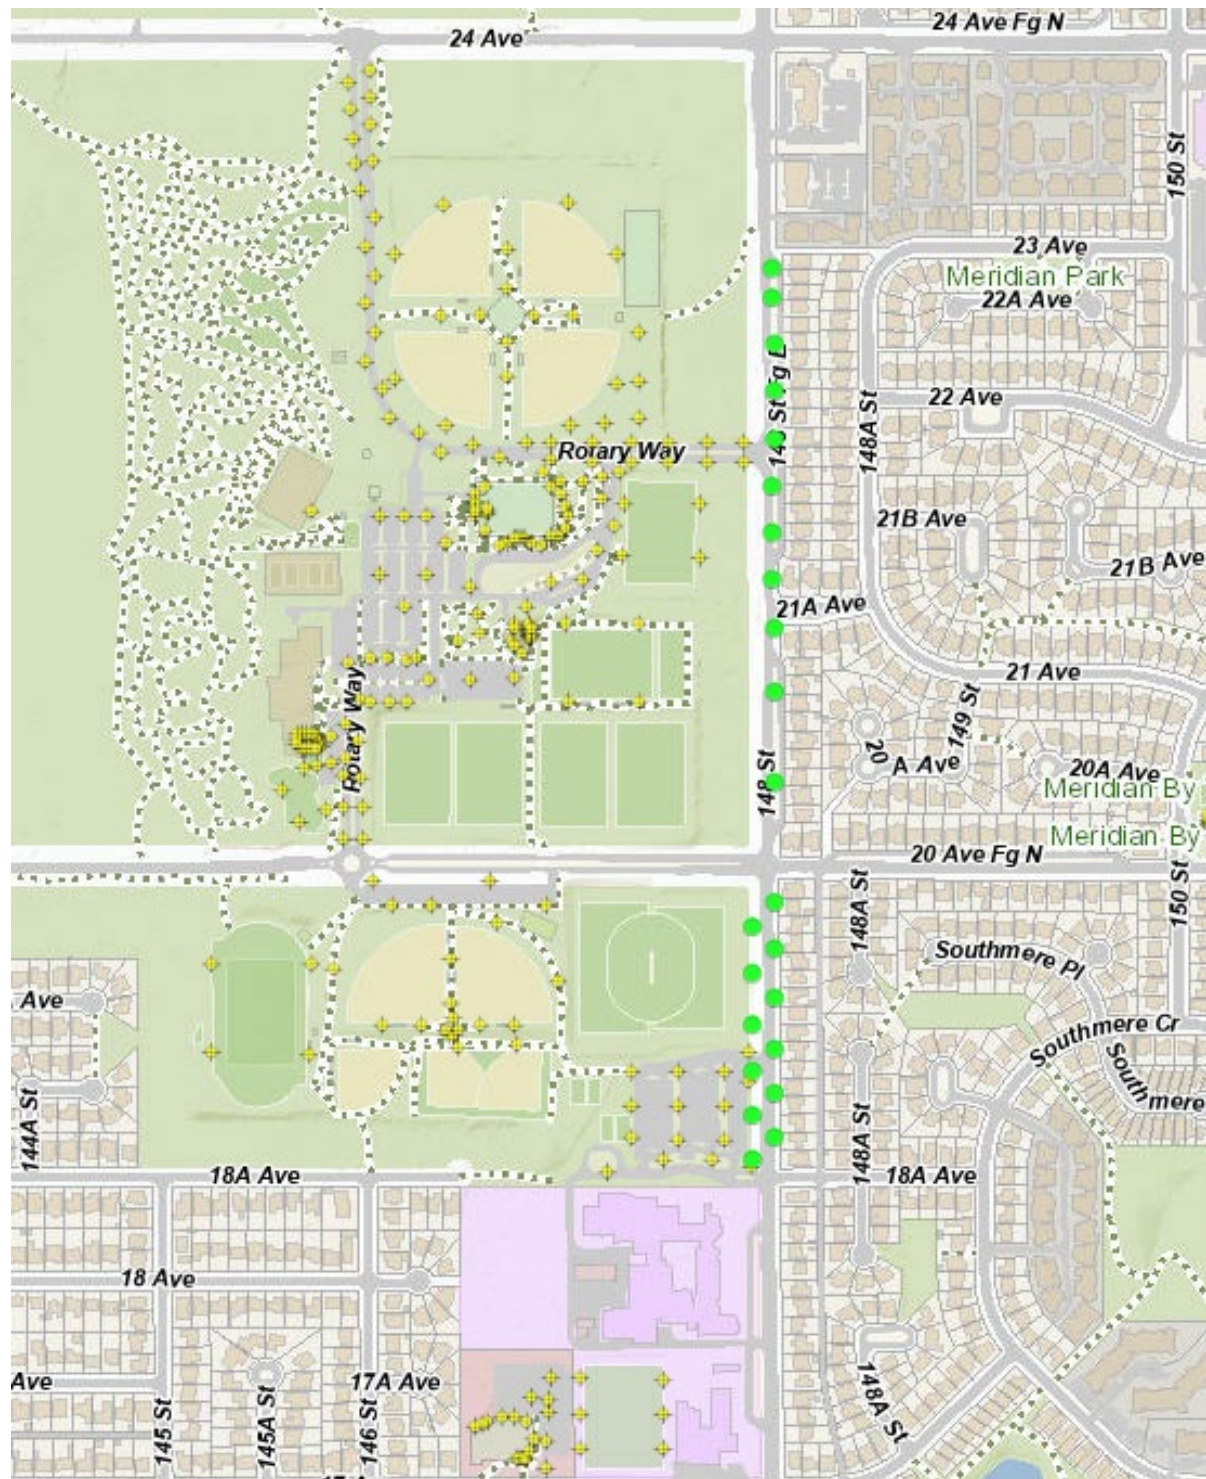 24 Ave
24 Ave Fg N
150 St
23 Ave
Meridian Park
22A Ave
22 Ave
148A St
Rotary Way
21B Ave
21B Ave
21A Ave
21 Ave
149 St
Rotary Way
148 St
20
A Ave
20A Ave
Meridian By
Meridian By
20 Ave Fg N
148A St
150 St
Southmere Pl
Ave
Southmere Cr
Southmere
144A St
148A St
18A Ave
18A Ave
18 Ave
Ave
17A Ave
148A St
145 St
145A St
146 St